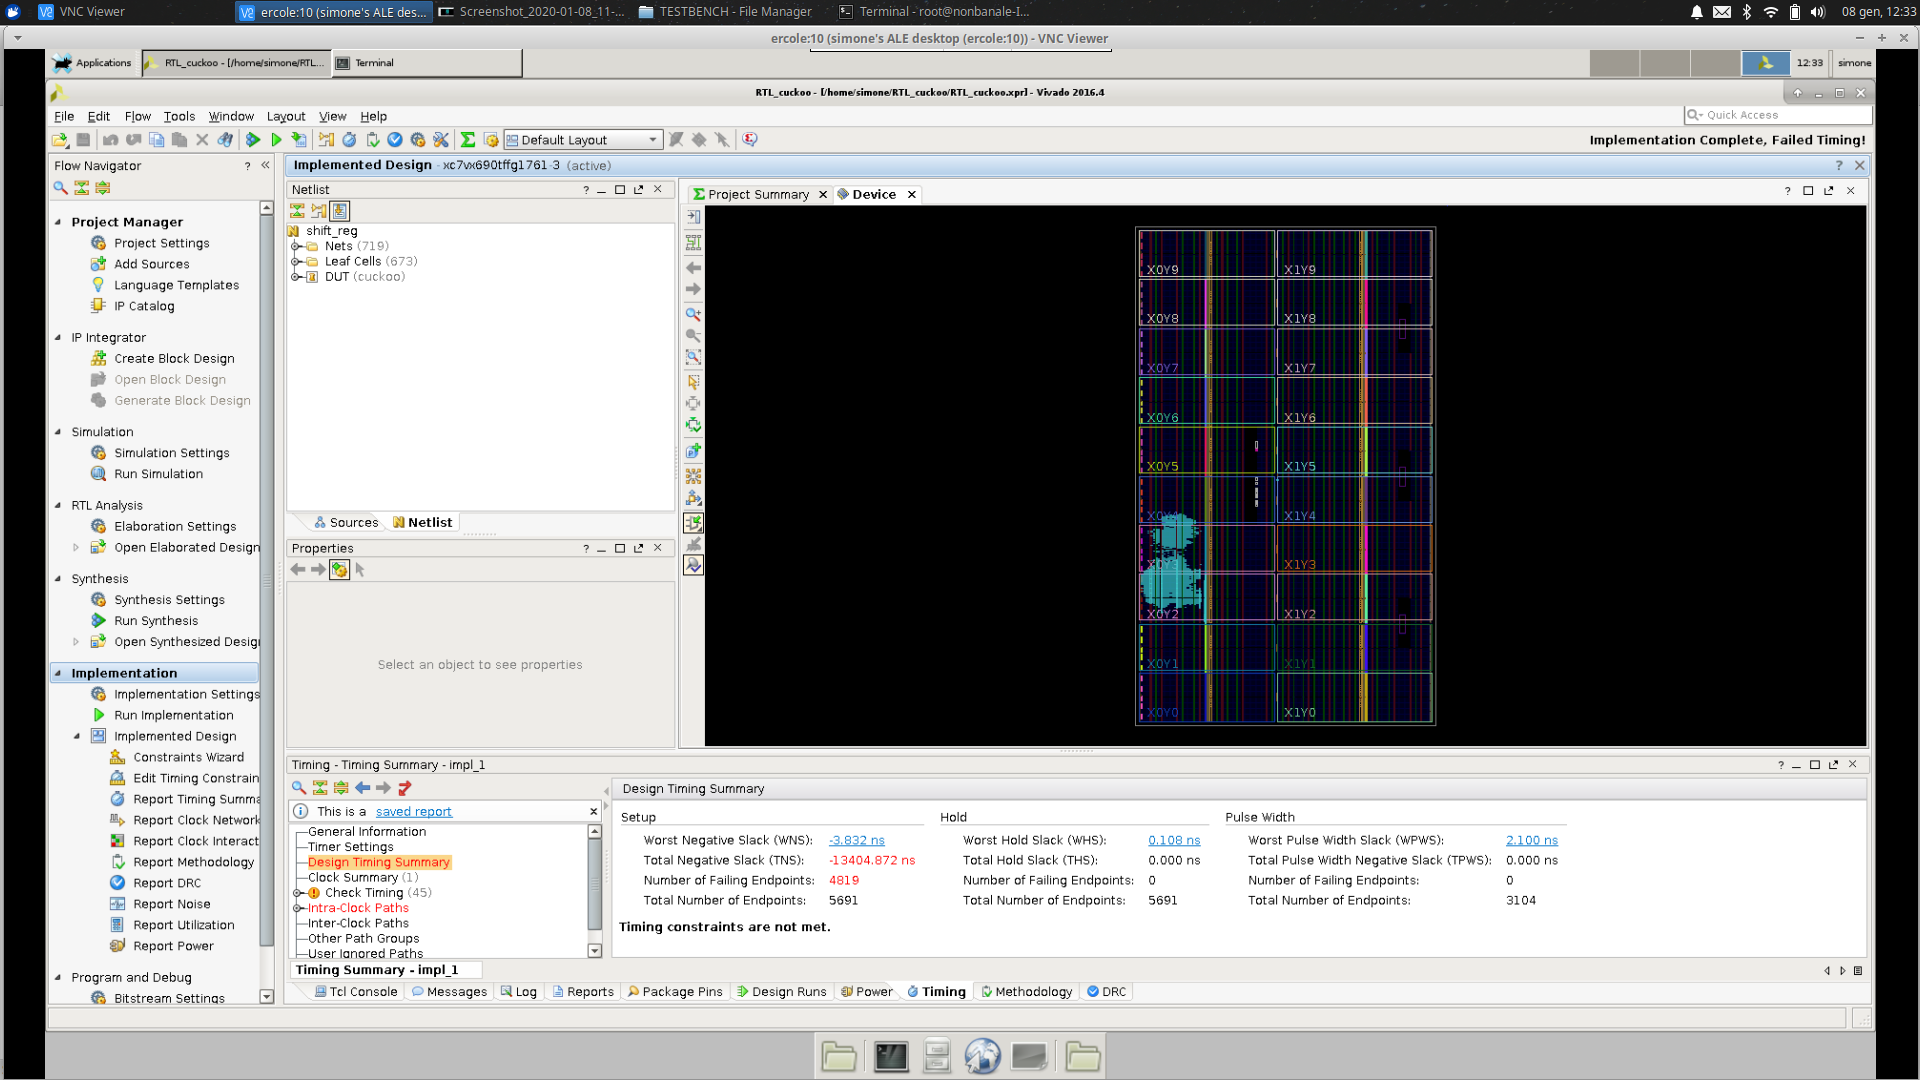 VNC Viewer
ercole:10 (simone's ALE des...
Screenshot_2020-01-08_11-...
TESTBENCH - File Manager
Terminal - root@nonbanale-I...
08 gen, 12:33
ercole:10 (simone's ALE desktop (ercole:10)) - VNC Viewer
Applications
RTL_cuckoo - [/home/simone/RTL...
Terminal
12:33
simone
RTL_cuckoo - [/home/simone/RTL_cuckoo/RTL_cuckoo.xpr] - Vivado 2016.4
File Edit Flow Tools Window Layout View Help
Quick Access
Default Layout
Implementation Complete, Failed Timing!
Flow Navigator
Project Manager
Project Settings
Add Sources
Language Templates
IP Catalog
IP Integrator
Create Block Design
Open Block Design
Generate Block Design
Simulation
Simulation Settings
Run Simulation
RTL Analysis
Elaboration Settings
Open Elaborated Design
Synthesis
Synthesis Settings
Run Synthesis
Open Synthesized Desig
Implementation
Implementation Settings
Run Implementation
Implemented Design
Constraints Wizard
Edit Timing Constrain
Report Timing Summa
Report Clock Network
Report Clock Interact
Report Methodology
Report DRC
Report Noise
Report Utilization
Report Power
Program and Debug
Bitstream Settings
Implemented Design - xc7vx690tffg1761-3 (active)
Netlist
shift_reg
Nets (719)
Leaf Cells (673)
DUT (cuckoo)
Sources
Netlist
Properties
Select an object to see properties
Project Summary
Device
X0Y9 X1Y9
X0Y8 X1Y8
X0Y7 X1Y7
X0Y6 X1Y6
X0Y5 X1Y5
X0Y4 X1Y4
X0Y3 X1Y3
X0Y2 X1Y2
X0Y1 X1Y1
X0Y0 X1Y0
Timing - Timing Summary - impl_1
This is a saved report
General Information
Timer Settings
Design Timing Summary
Clock Summary (1)
Check Timing (45)
Intra-Clock Paths
Inter-Clock Paths
Other Path Groups
User Ignored Paths
Timing Summary - impl_1
Design Timing Summary
Setup
Worst Negative Slack (WNS): -3.832 ns
Total Negative Slack (TNS): -13404.872 ns
Number of Failing Endpoints: 4819
Total Number of Endpoints: 5691
Hold
Worst Hold Slack (WHS): 0.108 ns
Total Hold Slack (THS): 0.000 ns
Number of Failing Endpoints: 0
Total Number of Endpoints: 5691
Pulse Width
Worst Pulse Width Slack (WPWS): 2.100 ns
Total Pulse Width Negative Slack (TPWS): 0.000 ns
Number of Failing Endpoints: 0
Total Number of Endpoints: 3104
Timing constraints are not met.
Tcl Console
Messages
Log
Reports
Package Pins
Design Runs
Power
Timing
Methodology
DRC